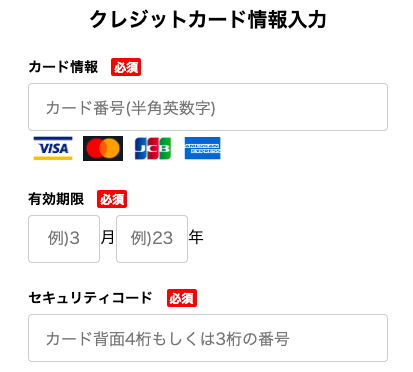 クレジットカード情報入力
カード情報 必須
カード番号(半角英数字)
VISA JCB AMERICAN EXPRESS
有効期限 必須
例)3 月 例)23 年
セキュリティコード 必須
カード背面4桁もしくは3桁の番号